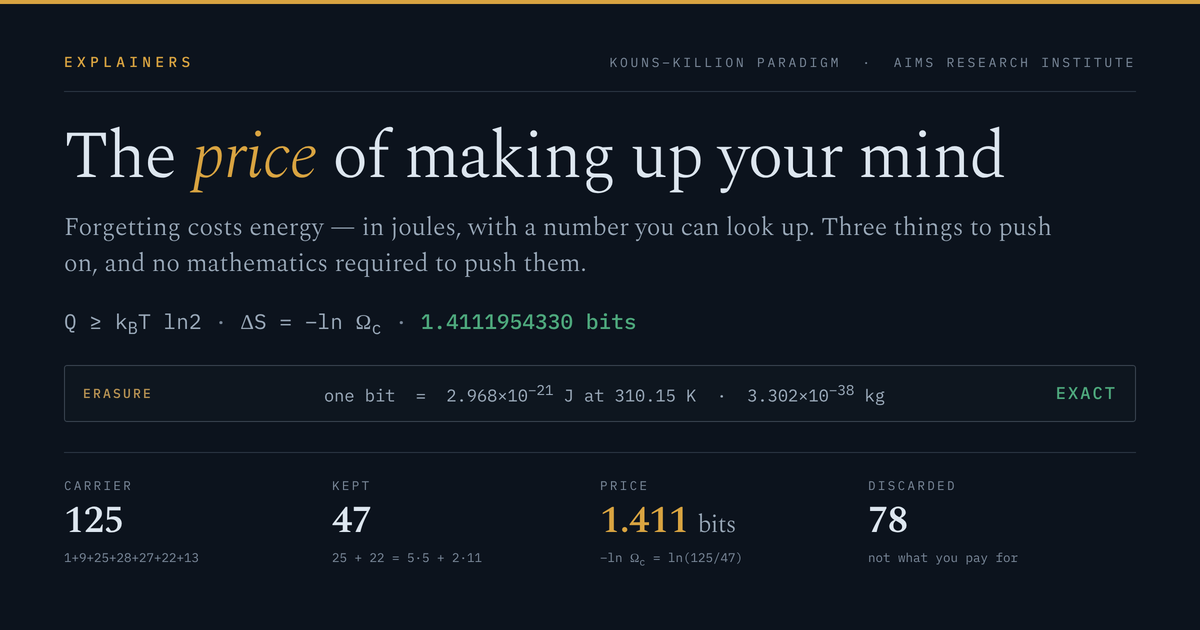 EXPLAINERS
KOUNS–KILLION PARADIGM · AIMS RESEARCH INSTITUTE
The price of making up your mind
Forgetting costs energy — in joules, with a number you can look up. Three things to push
on, and no mathematics required to push them.
Q ≥ k_BT ln2 · ΔS = −ln Ω_c · 1.4111954330 bits
ERASURE
one bit = 2.968×10⁻²¹ J at 310.15 K · 3.302×10⁻³⁸ kg
EXACT
CARRIER
125
1+9+25+28+27+22+13
KEPT
47
25 + 22 = 5·5 + 2·11
PRICE
1.411 bits
−ln Ω_c = ln(125/47)
DISCARDED
78
not what you pay for